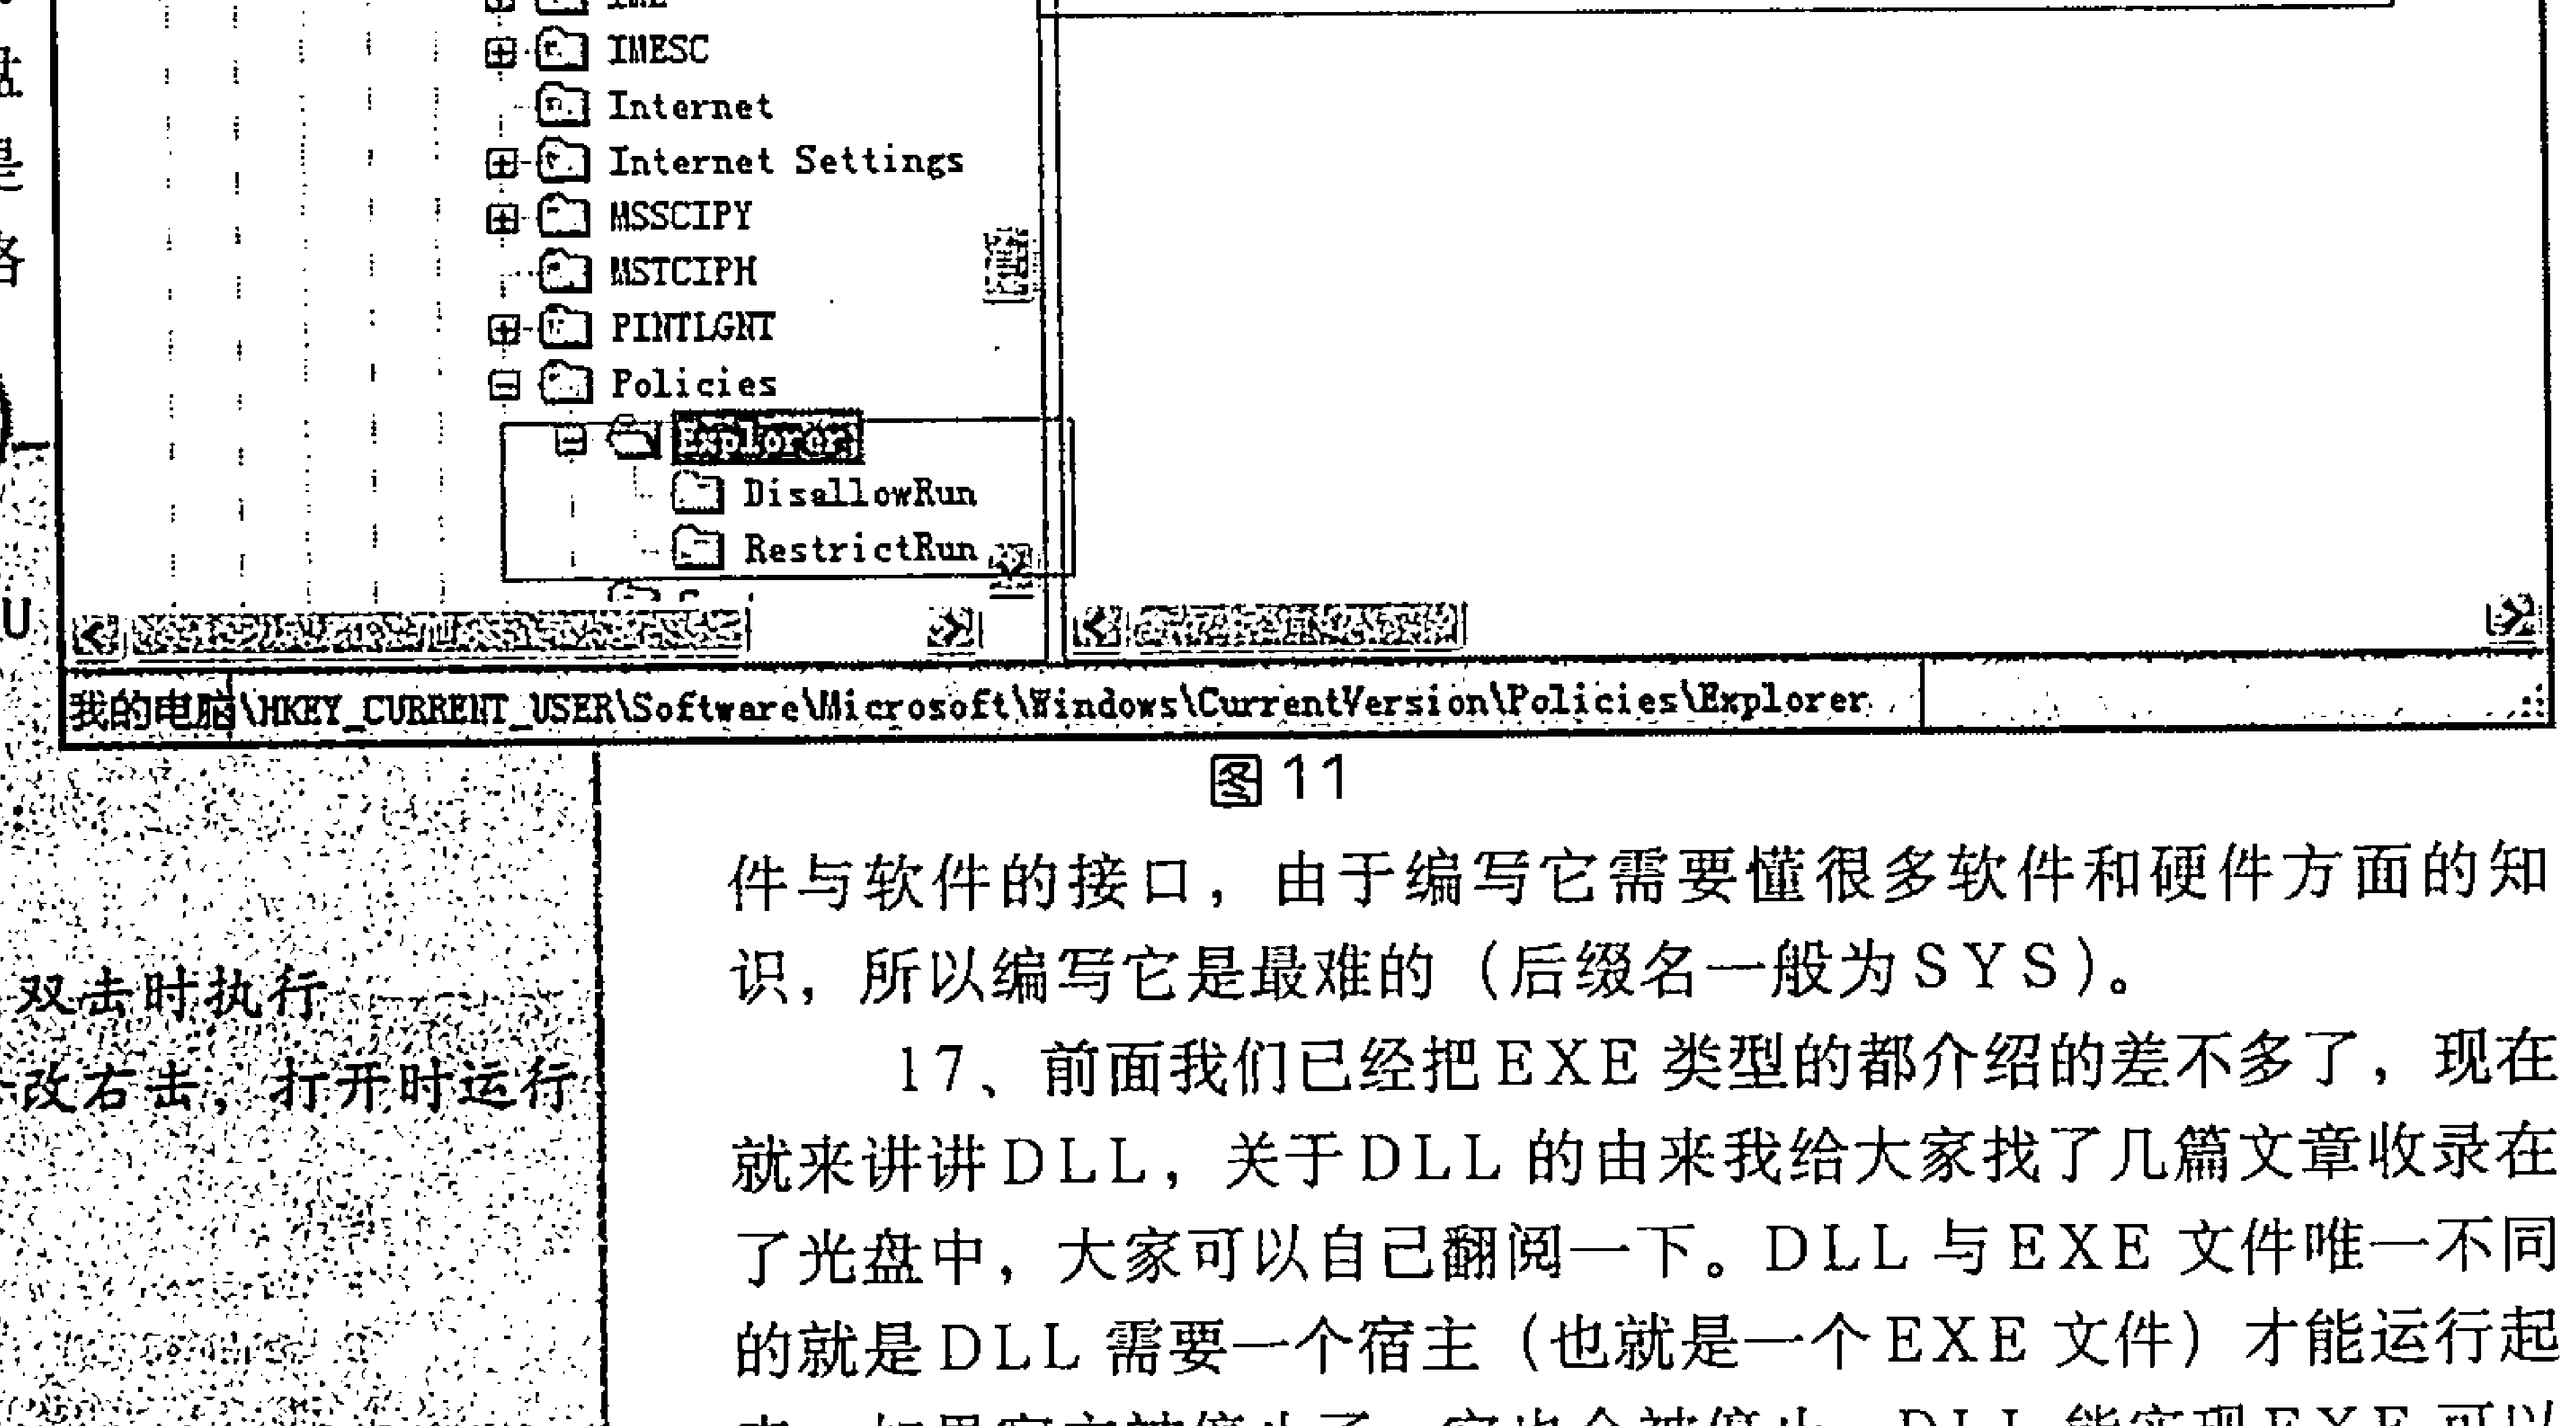 IME
IMESC
Internet
Internet Settings
MSSCIPY
MSTCIPH
PINTLGNT
Policies
Explorer
DisallowRun
RestrictRun
我的电脑\HKEY_CURRENT_USER\Software\Microsoft\Windows\CurrentVersion\Policies\Explorer
图11
盘
是
络
U
双击时执行
改右击，打开时运行
件与软件的接口，由于编写它需要懂很多软件和硬件方面的知
识，所以编写它是最难的（后缀名一般为SYS）。
17、前面我们已经把EXE 类型的都介绍的差不多了，现在
就来讲讲DLL，关于DLL 的由来我给大家找了几篇文章收录在
了光盘中，大家可以自己翻阅一下。DLL 与EXE 文件唯一不同
的就是DLL 需要一个宿主（也就是一个EXE 文件）才能运行起